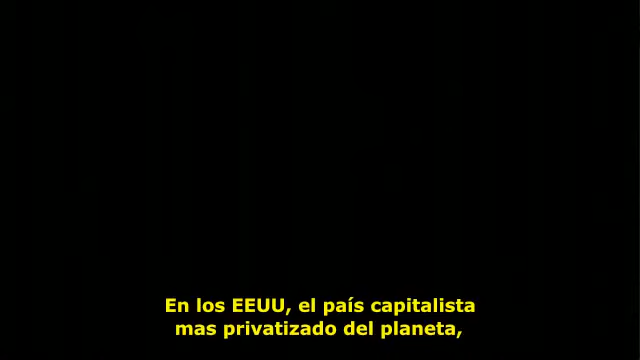 En los EEUU, el país capitalista
mas privatizado del planeta,